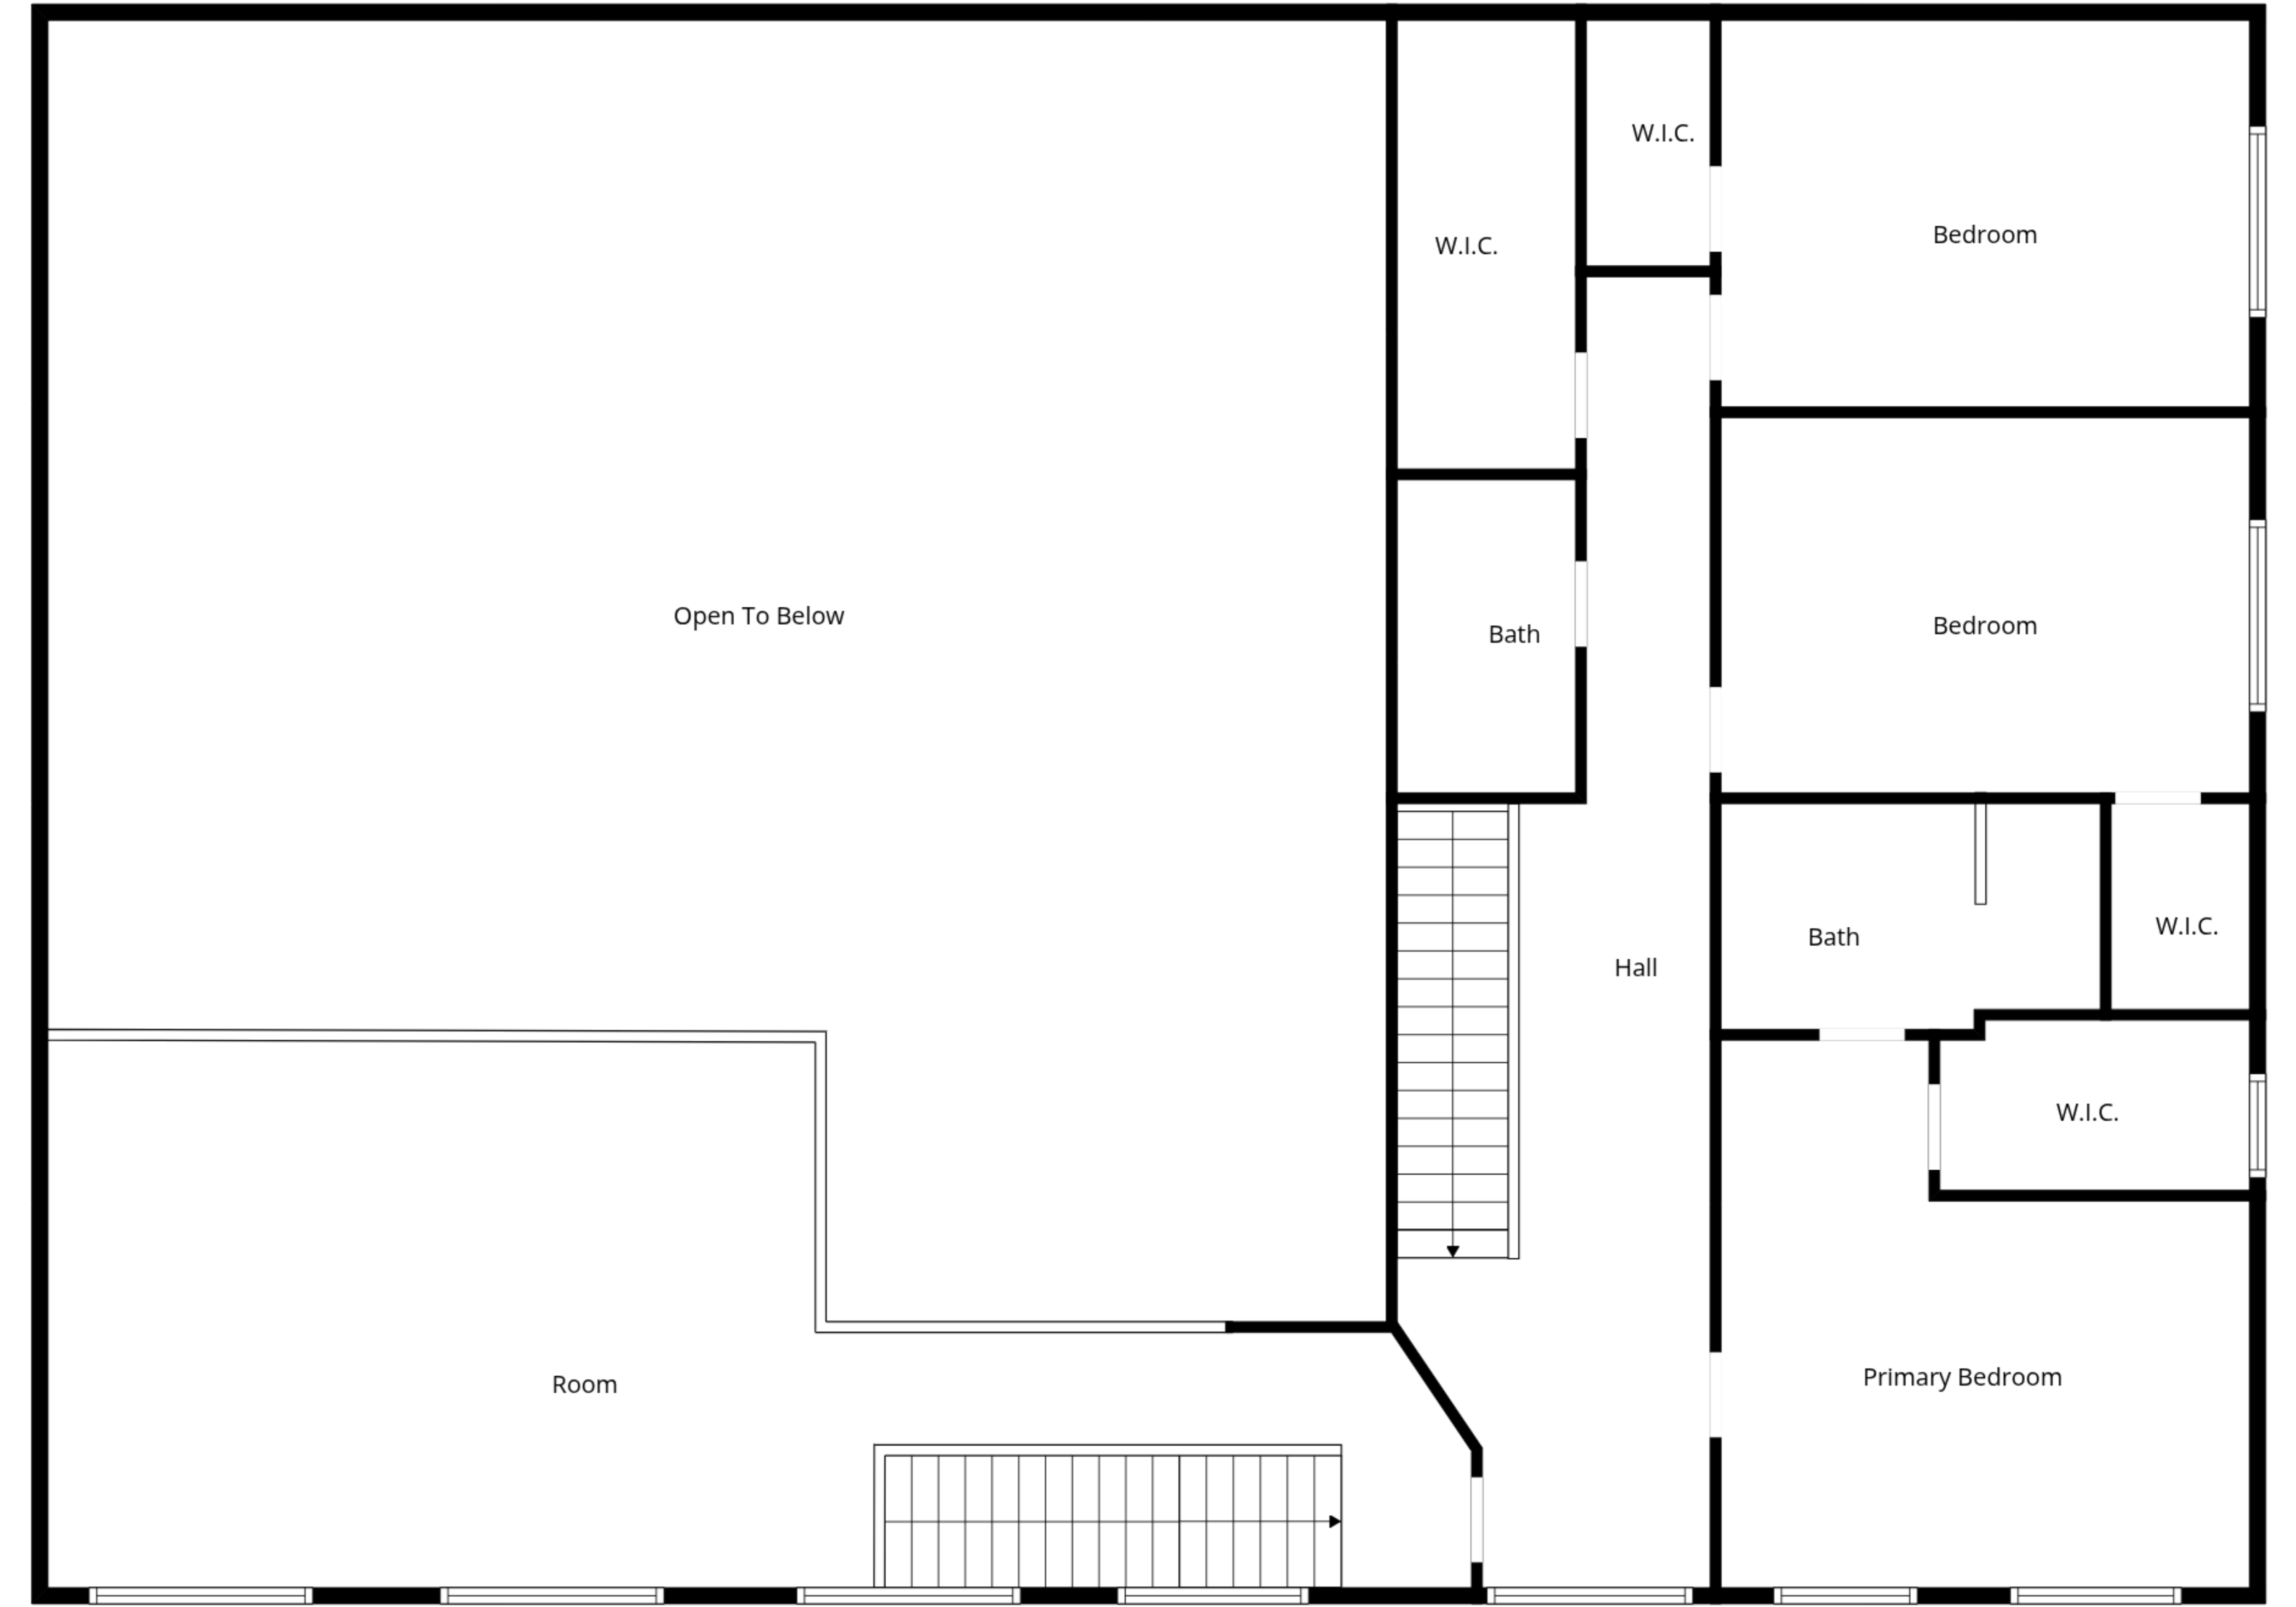 W.I.C.
W.I.C.
Bedroom
Open To Below
Bath
Bedroom
Hall
Bath
W.I.C.
W.I.C.
Room
Primary Bedroom